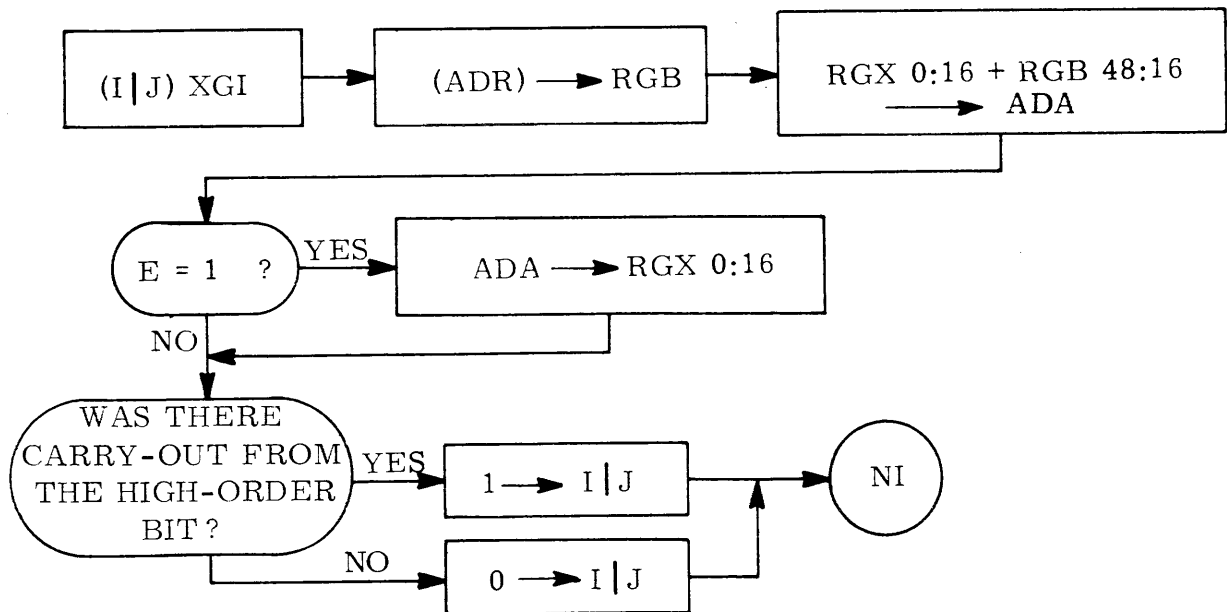 (I|J) XGI
(ADR) → RGB
RGX 0:16 + RGB 48:16
→ ADA
E = 1 ?
YES
ADA → RGX 0:16
NO
WAS THERE
CARRY-OUT FROM
THE HIGH-ORDER
BIT?
YES
1 → I|J
NI
NO
0 → I|J